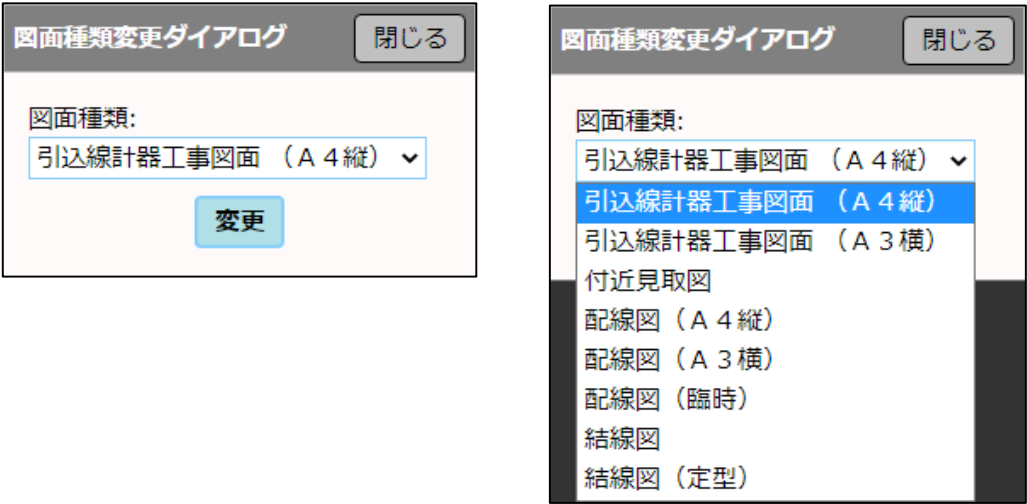 図面種類変更ダイアログ 閉じる
図面種類:
引込線計器工事図面 （Ａ４縦）
変更
図面種類変更ダイアログ 閉じる
図面種類:
引込線計器工事図面 （Ａ４縦）
引込線計器工事図面 （Ａ４縦）
引込線計器工事図面 （Ａ３横）
付近見取図
配線図（Ａ４縦）
配線図（Ａ３横）
配線図（臨時）
結線図
結線図（定型）